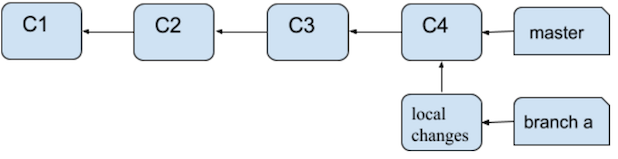 C1
C2
C3
C4
master
local
changes
branch a